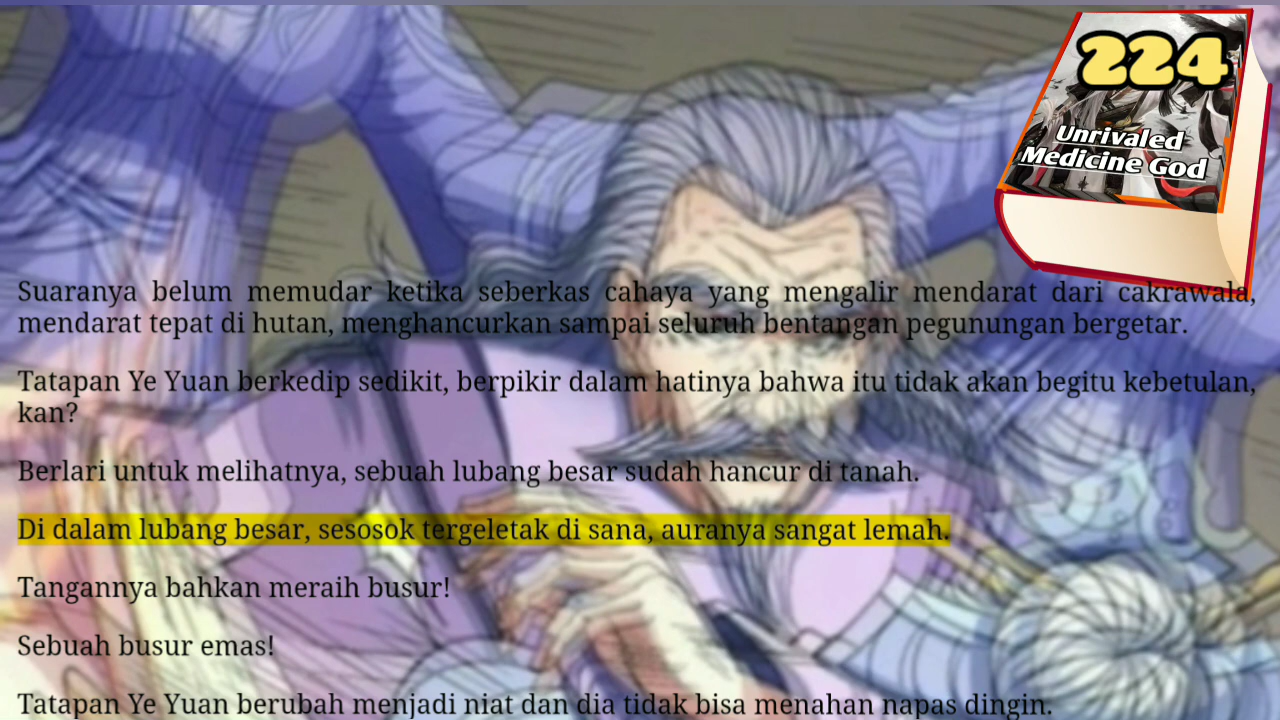 224
Unrivaled
Medicine God
Suaranya belum memudar ketika seberkas cahaya yang mengalir mendarat dari cakrawala,
mendarat tepat di hutan, menghancurkan sampai seluruh bentangan pegunungan bergetar.
Tatapan Ye Yuan berkedip sedikit, berpikir dalam hatinya bahwa itu tidak akan begitu kebetulan,
kan?
Berlari untuk melihatnya, sebuah lubang besar sudah hancur di tanah.
Di dalam lubang besar, sesosok tergeletak di sana, auranya sangat lemah.
Tangannya bahkan meraih busur!
Sebuah busur emas!
Tatapan Ye Yuan berubah menjadi niat dan dia tidak bisa menahan napas dingin.